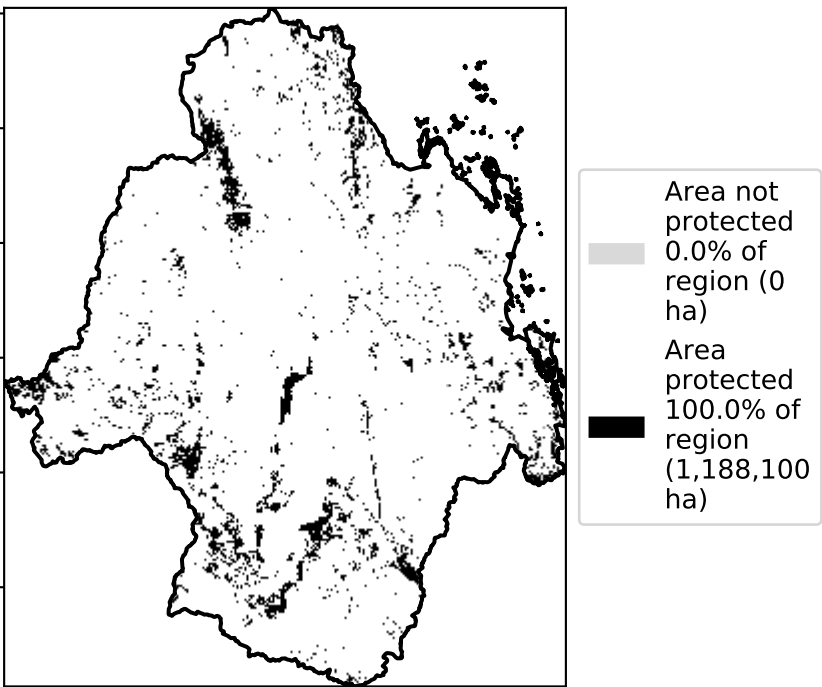 Area not
protected
0.0% of
region (0
ha)
Area
protected
100.0% of
region
(1,188,100
ha)